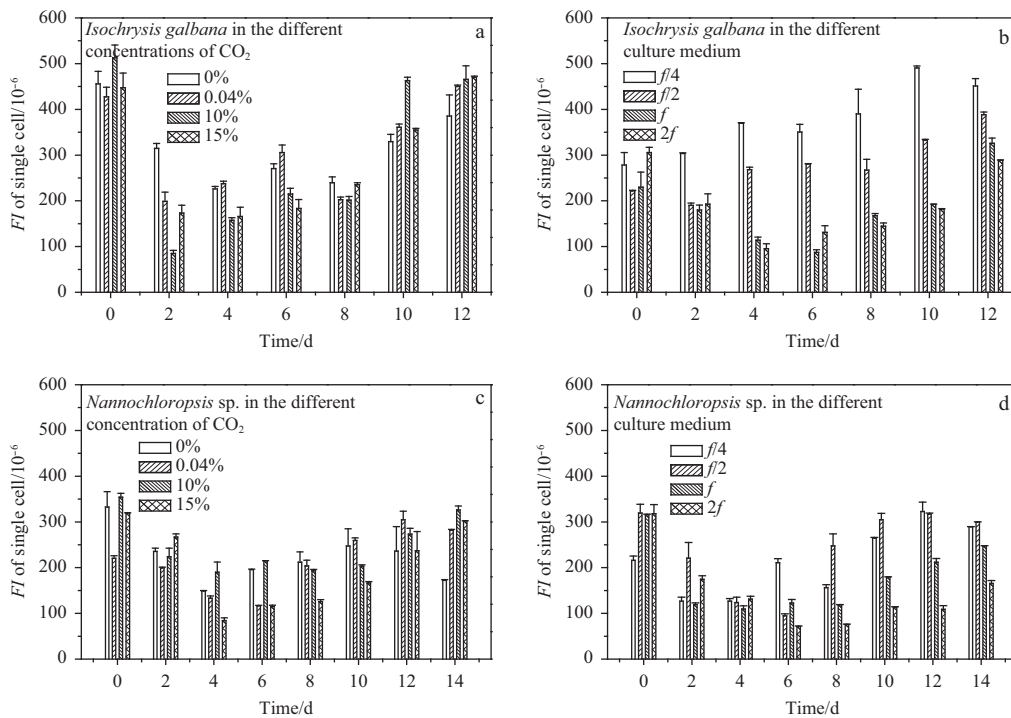 600
500
400
300
200
100
0
FI of single cell/10⁻⁶
Isochrysis galbana in the different
concentrations of CO₂
a
0%
0.04%
10%
15%
0 2 4 6 8 10 12
Time/d
600
500
400
300
200
100
0
FI of single cell/10⁻⁶
Isochrysis galbana in the different
culture medium
b
f/4
f/2
f
2f
0 2 4 6 8 10 12
Time/d
600
500
400
300
200
100
0
FI of single cell/10⁻⁶
Nannochloropsis sp. in the different
concentration of CO₂
c
0%
0.04%
10%
15%
0 2 4 6 8 10 12 14
Time/d
600
500
400
300
200
100
0
FI of single cell/10⁻⁶
Nannochloropsis sp. in the different
culture medium
d
f/4
f/2
f
2f
0 2 4 6 8 10 12 14
Time/d